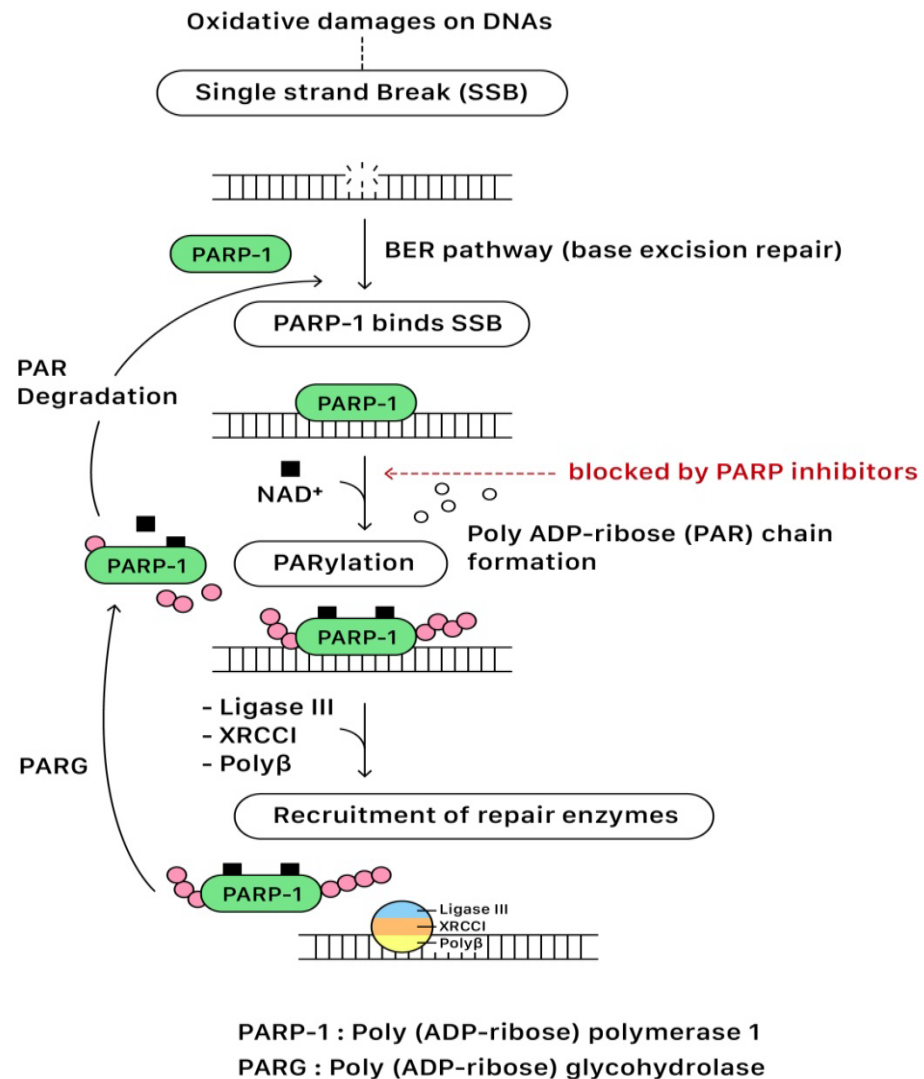 Oxidative damages on DNAs
Single strand Break (SSB)
PARP-1
BER pathway (base excision repair)
PARP-1 binds SSB
PAR
Degradation
PARP-1
NAD+
blocked by PARP inhibitors
Poly ADP-ribose (PAR) chain
formation
PARP-1
PARylation
PARP-1
- Ligase III
- XRCCI
- Polyβ
PARG
Recruitment of repair enzymes
PARP-1
Ligase III
XRCCI
Polyβ
PARP-1 : Poly (ADP-ribose) polymerase 1
PARG : Poly (ADP-ribose) glycohydrolase